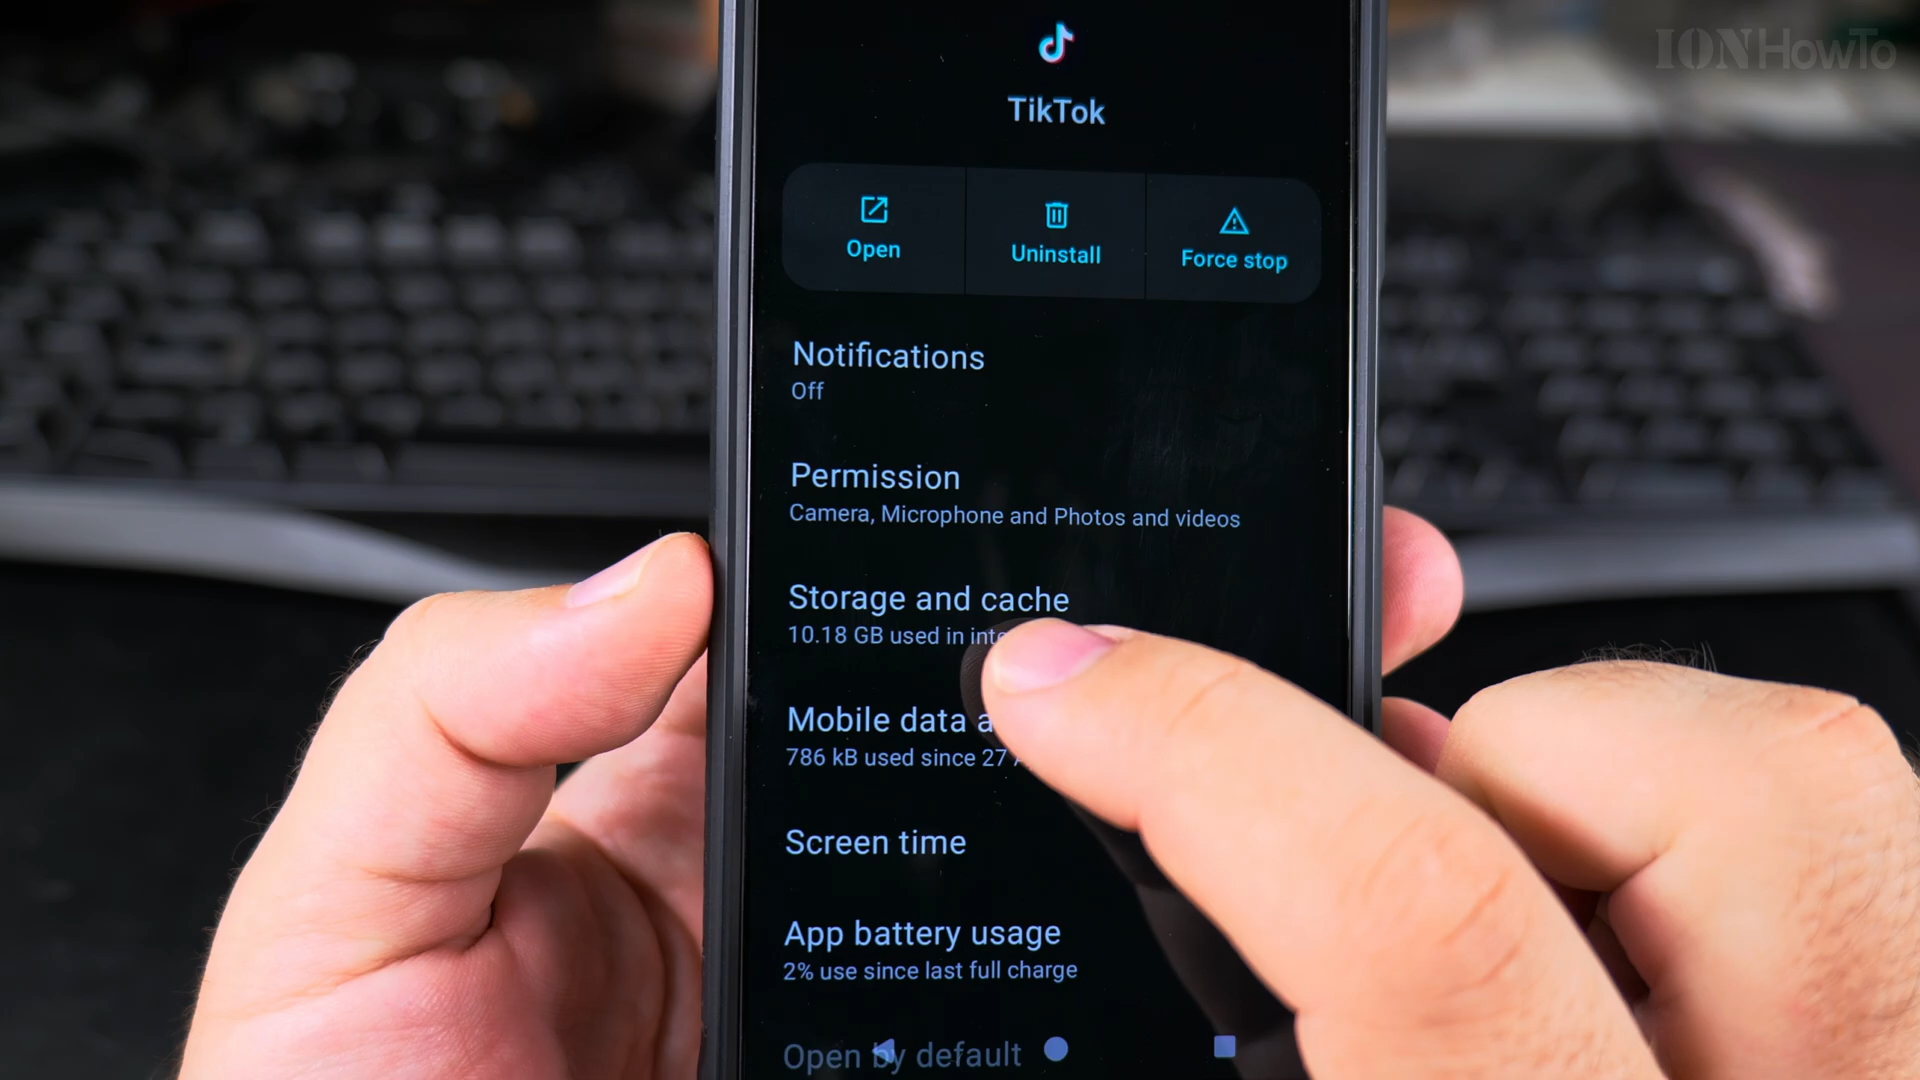 IONHowTo
TikTok
Open
Uninstall
Force stop
Notifications
Off
Permission
Camera, Microphone and Photos and videos
Storage and cache
10.18 GB used in
Mobile data
786 kB used since 27
Screen time
App battery usage
2% use since last full charge
Open by default